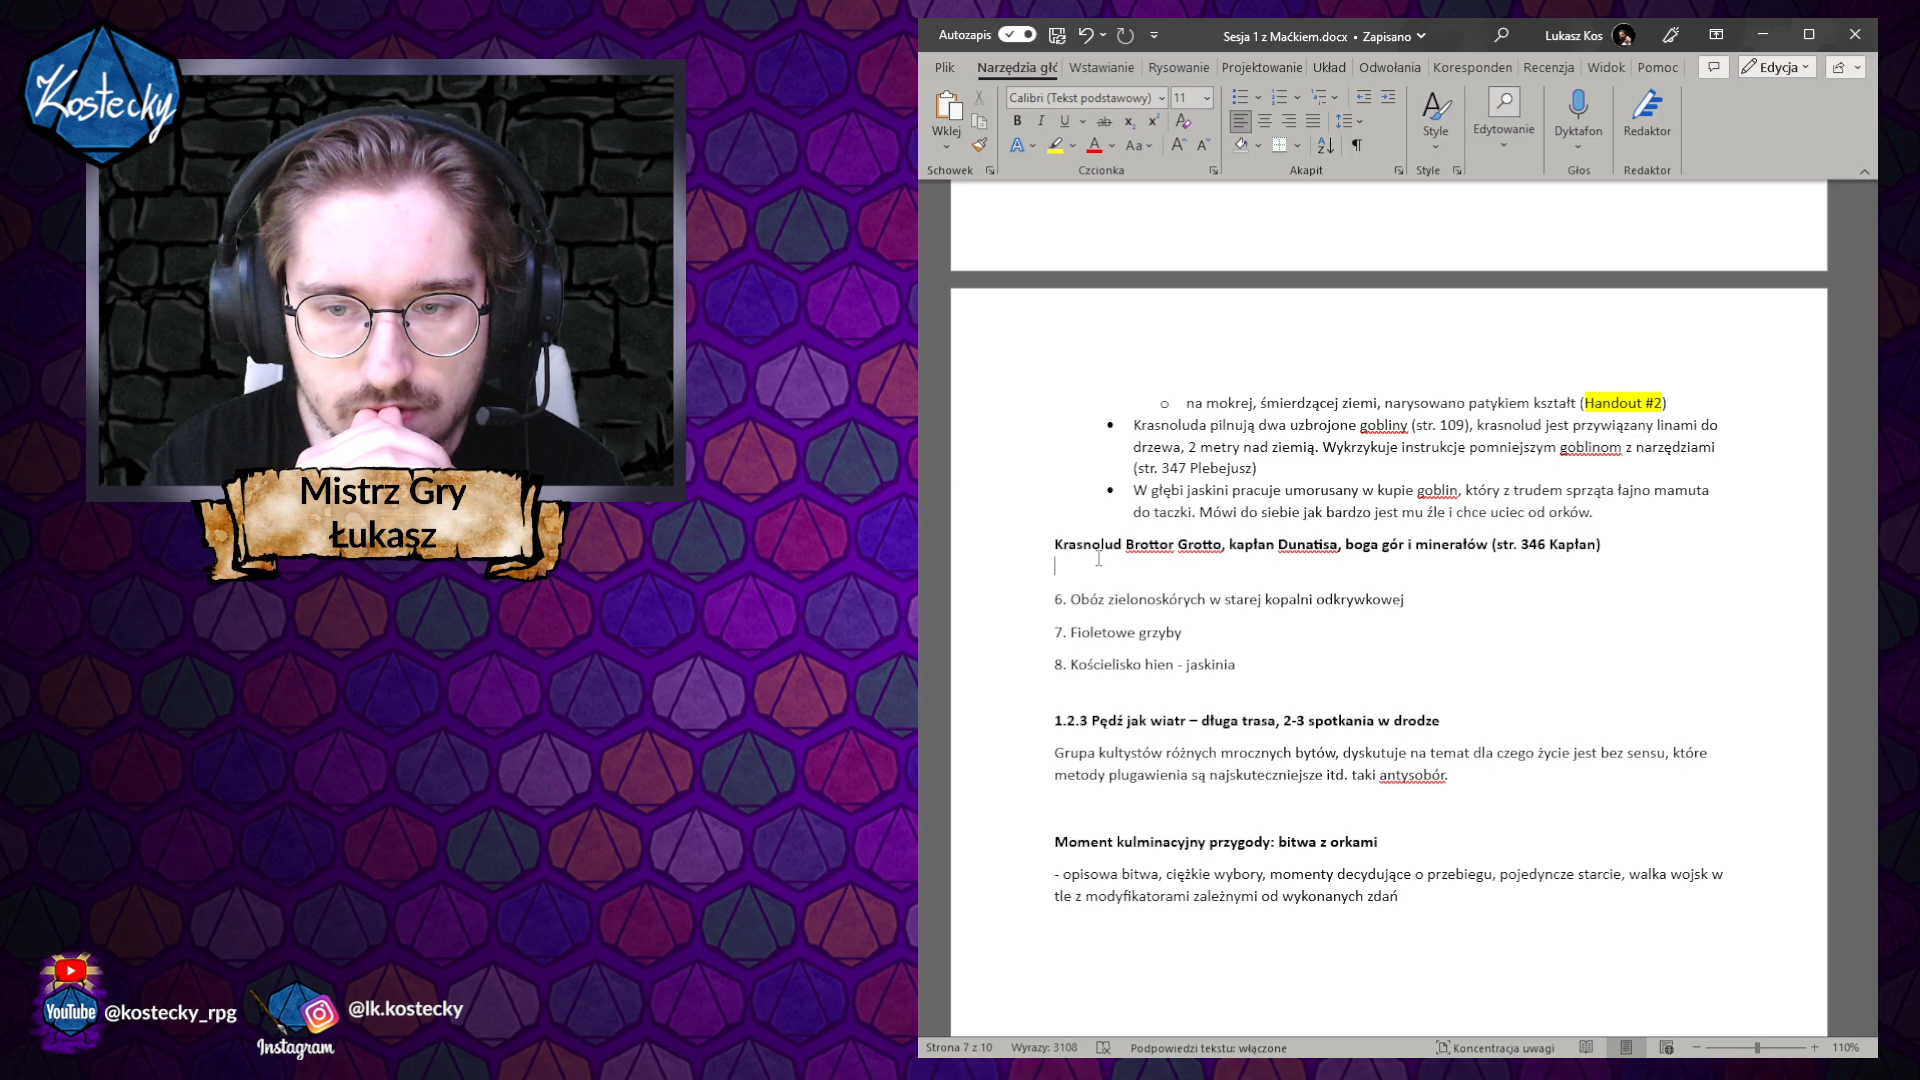 Kostecky
Mistrz Gry
Łukasz
YouTube
@kostecky_rpg
@lk.kostecky
Instagram
Autozapis
Sesja 1 z Maćkiem.docx • Zapisano
Lukasz Kos
Plik
Narzędzia głć
Wstawianie
Rysowanie
Projektowanie
Układ
Odwołania
Koresponden
Recenzja
Widok
Pomoc
Edycja
Calibri (Tekst podstawowy)
11
Wklej
Style
Edytowanie
Dyktafon
Redaktor
Schowek
Czcionka
Akapit
Style
Głos
Redaktor
o na mokrej, śmierdzącej ziemi, narysowano patykiem kształt (Handout #2)
• Krasnoluda pilnują dwa uzbrojone gobliny (str. 109), krasnolud jest przywiązany linami do
drzewa, 2 metry nad ziemią. Wykrzykuje instrukcje pomniejszym goblinom z narzędziami
(str. 347 Plebejusz)
• W głębi jaskini pracuje umorusany w kupie goblin, który z trudem sprząta łajno mamuta
do taczki. Mówi do siebie jak bardzo jest mu źle i chce uciec od orków.
Krasnolud Brottor Grotto, kapłan Dunatisa, boga gór i minerałów (str. 346 Kapłan)
6. Obóz zielonoskórych w starej kopalni odkrywkowej
7. Fioletowe grzyby
8. Kościelisko hien - jaskinia
1.2.3 Pędź jak wiatr – długa trasa, 2-3 spotkania w drodze
Grupa kultystów różnych mrocznych bytów, dyskutuje na temat dla czego życie jest bez sensu, które
metody plugawienia są najskuteczniejsze itd. taki antysobór.
Moment kulminacyjny przygody: bitwa z orkami
- opisowa bitwa, ciężkie wybory, momenty decydujące o przebiegu, pojedyncze starcie, walka wojsk w
tle z modyfikatorami zależnymi od wykonanych zdań
Strona 7 z 10
Wyrazy: 3108
Podpowiedzi tekstu: włączone
Koncentracja uwagi
110%